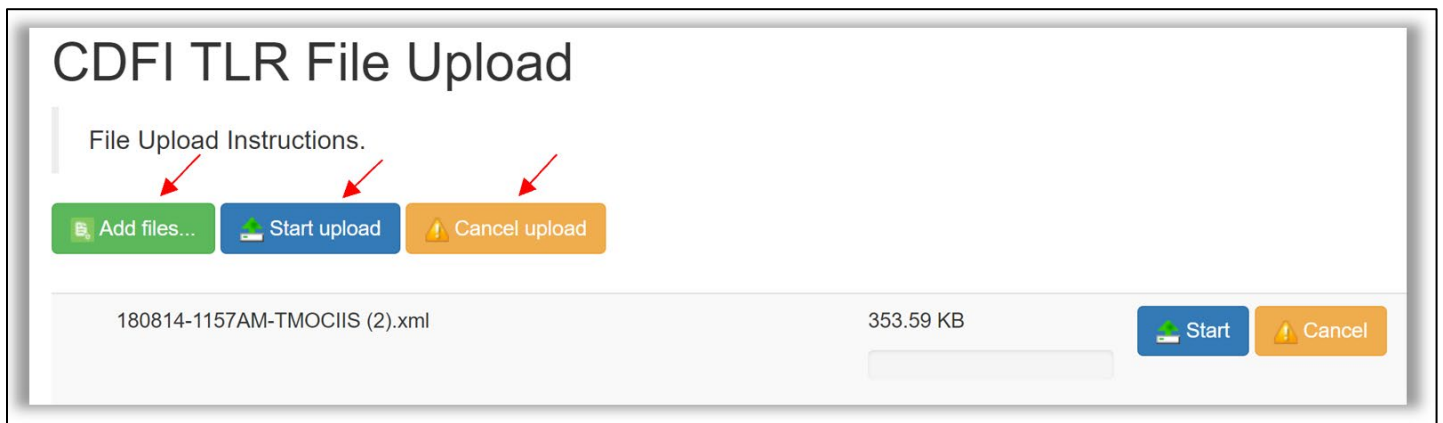 CDFI TLR File Upload
File Upload Instructions.
Add files... Start upload Cancel upload
180814-1157AM-TMOCIIS (2).xml 353.59 KB Start Cancel